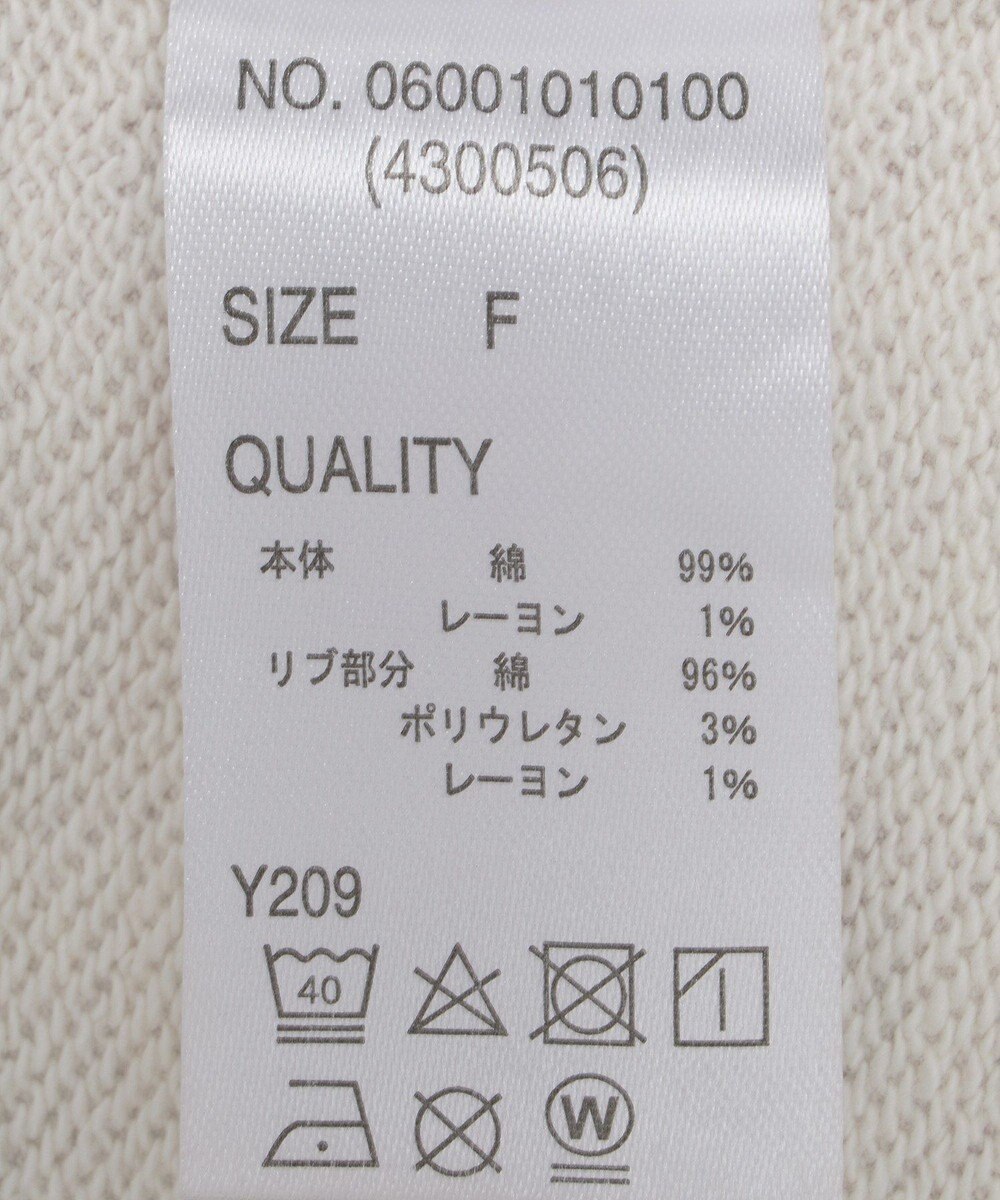 NO. 06001010100
(4300506)
SIZE F
QUALITY
本体 綿 99%
レーヨン 1%
リブ部分 綿 96%
ポリウレタン 3%
レーヨン 1%
Y209
40
W